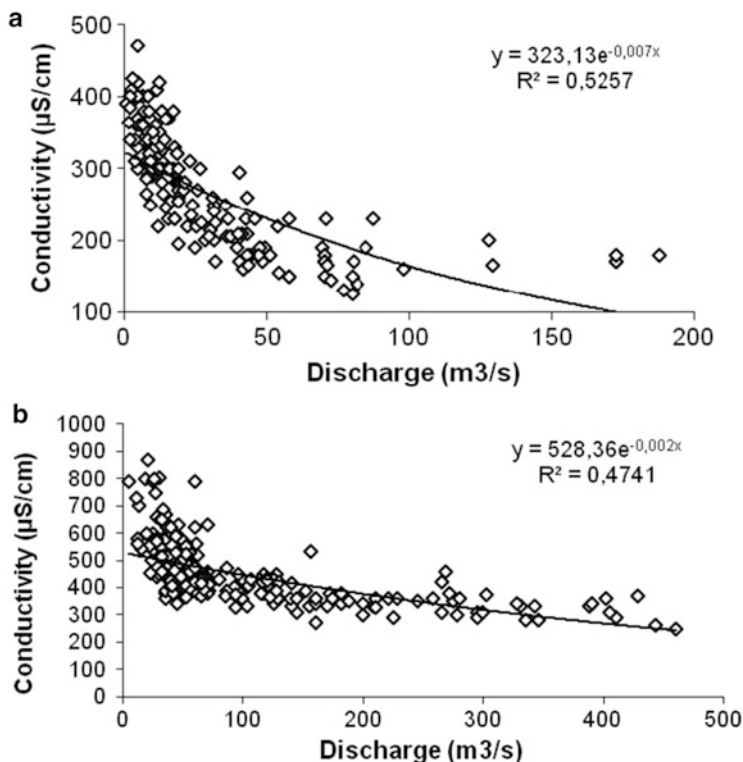 a
y = 323,13e-0,007x
R² = 0,5257
Conductivity (µS/cm)
500
400
300
200
100
0 50 100 150 200
Discharge (m3/s)
b
y = 528,36e-0,002x
R² = 0,4741
Conductivity (µS/cm)
1000
900
800
700
600
500
400
300
200
100
0
0 100 200 300 400 500
Discharge (m3/s)